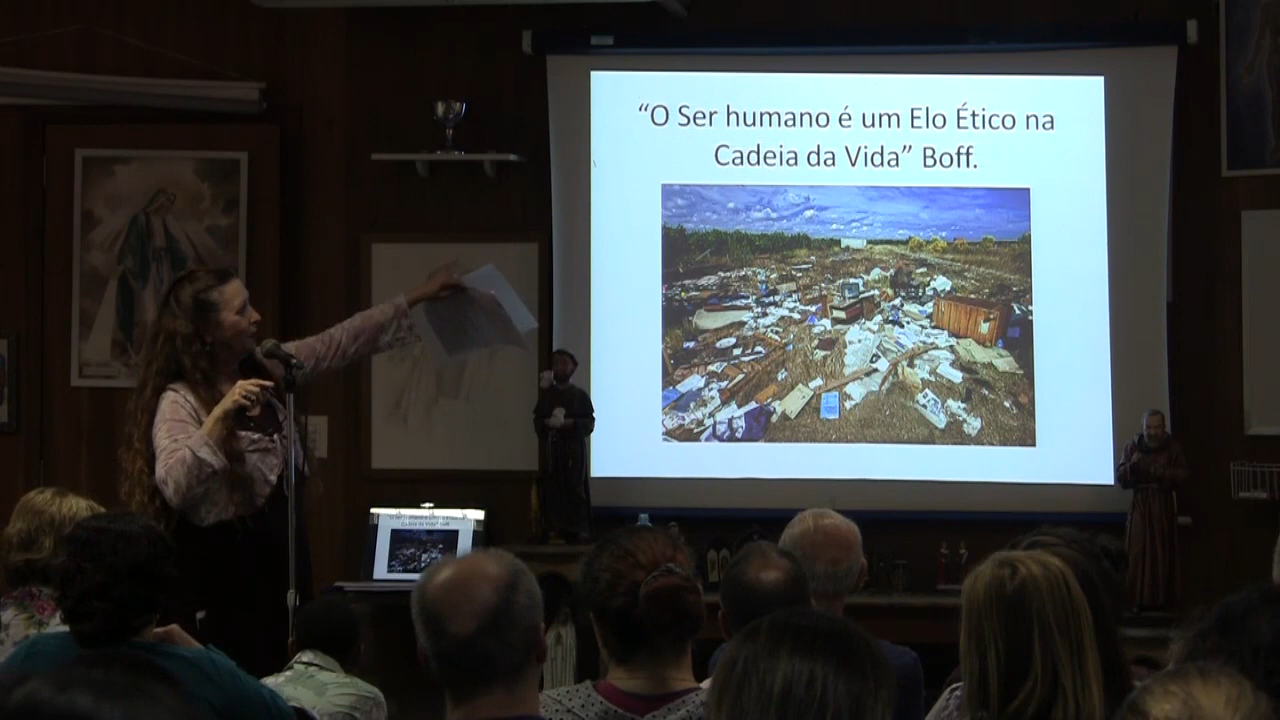 “O Ser humano é um Elo Ético na
Cadeia da Vida” Boff.